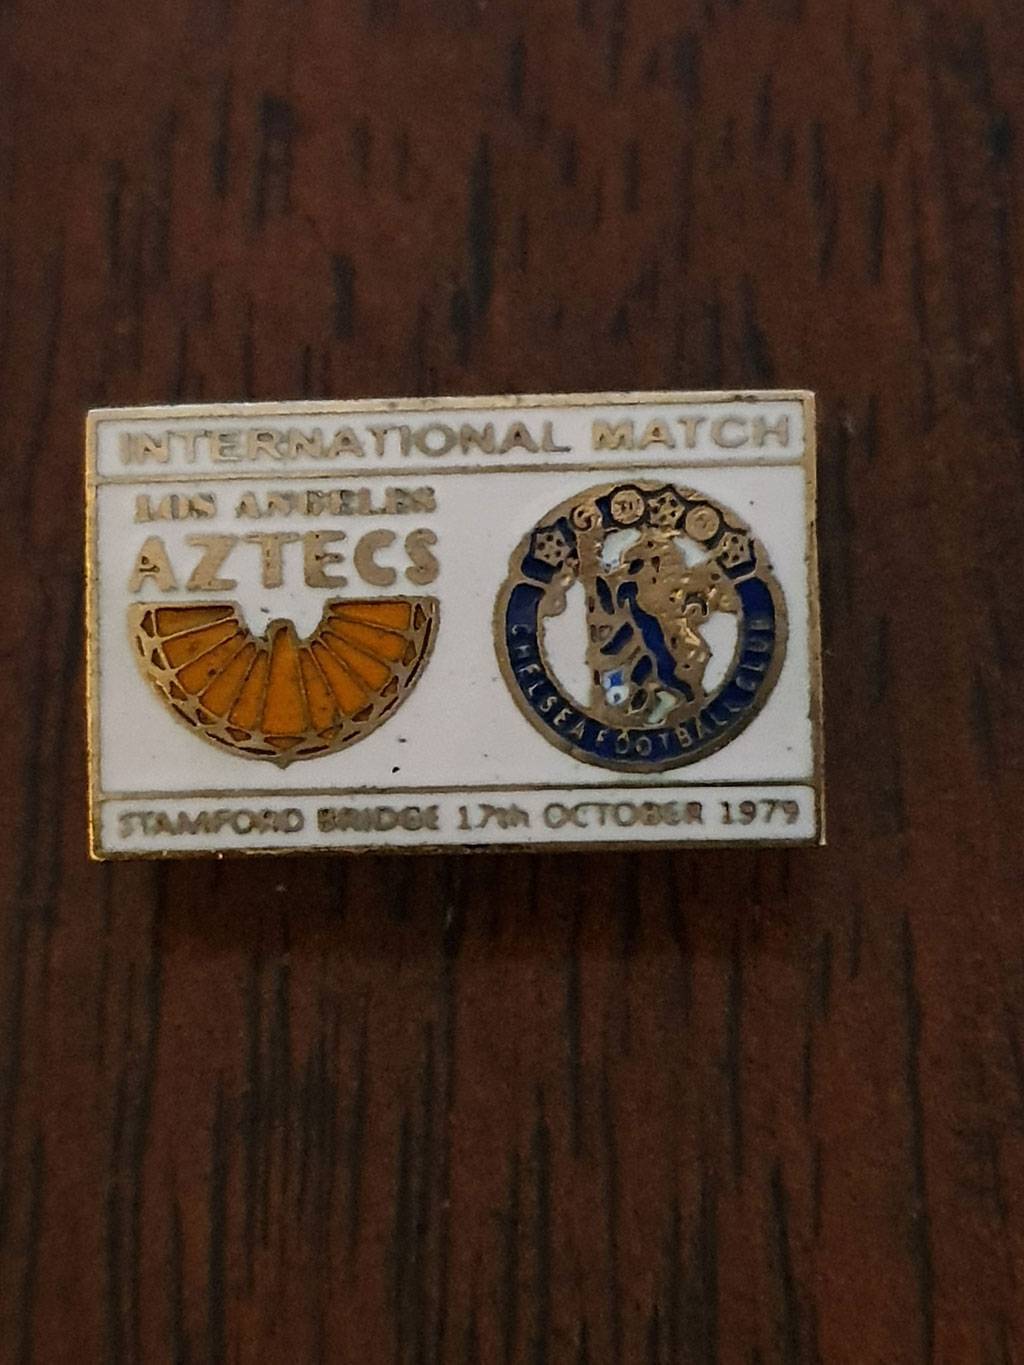 INTERNATIONAL MATCH
LOS ANGELES
AZTECS
CHELSEA FOOTBALL CLUB
STAMFORD BRIDGE 17th OCTOBER 1979